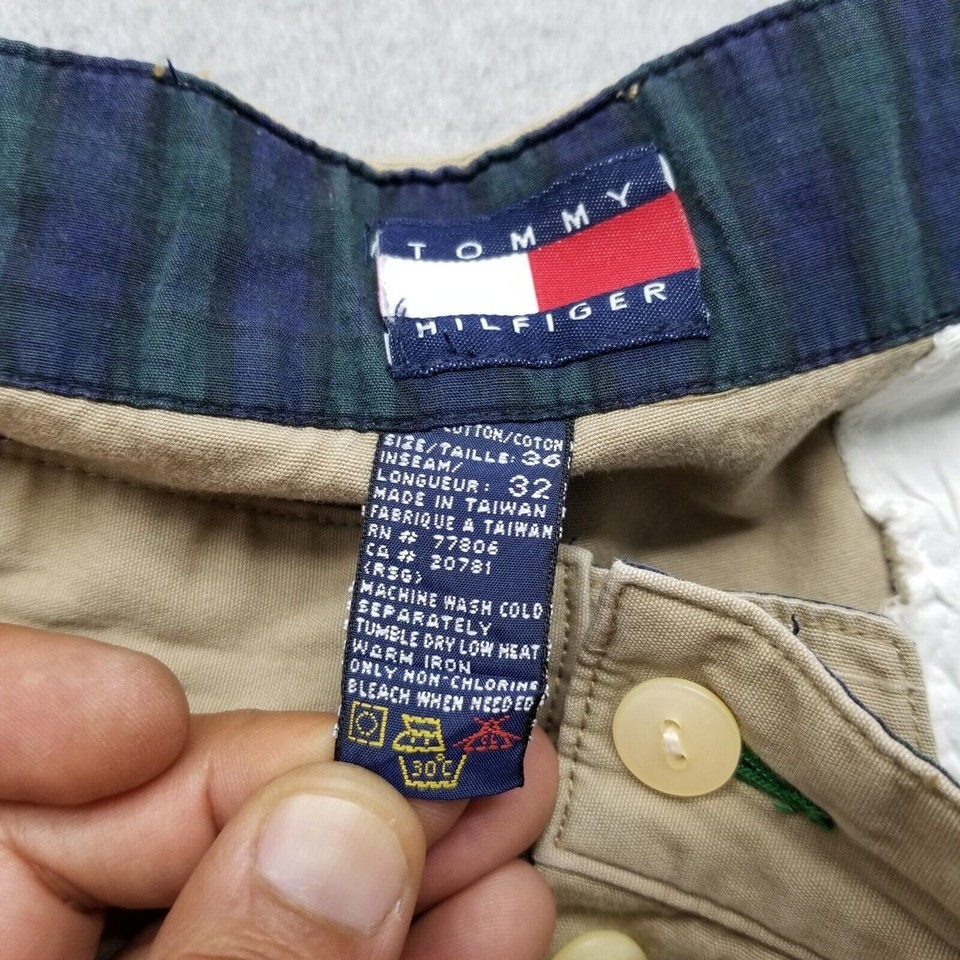 TOMMY
HILFIGER
COTTON/COTON
SIZE/TAILLE: 36
INSEAM/
LONGUEUR: 32
MADE IN TAIWAN
FABRIQUE A TAIWAN
RN # 77806
CA # 20781
(RSG)
MACHINE WASH COLD
SEPARATELY
TUMBLE DRY LOW HEAT
WARM IRON
ONLY NON-CHLORINE
BLEACH WHEN NEEDED
30°C